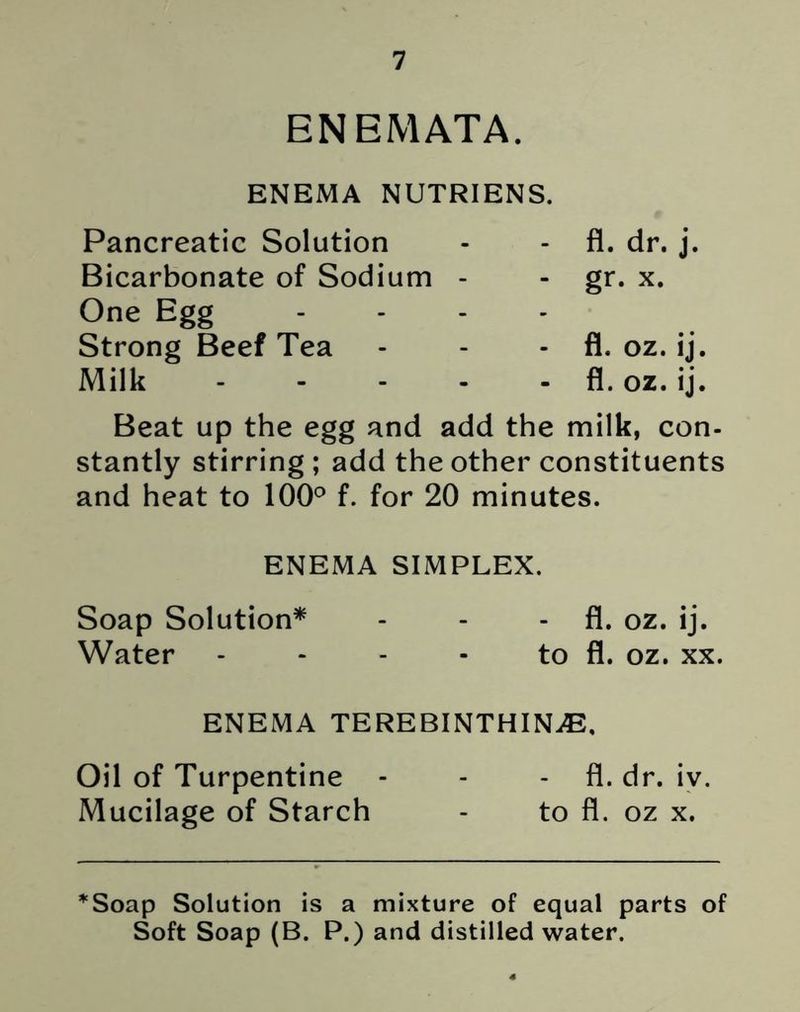 7
ENEMATA.
ENEMA NUTRIENS.
Pancreatic Solution - - fl. dr. j.
Bicarbonate of Sodium - - gr. x.
One Egg - - - -
Strong Beef Tea - - - fl. oz. ij.
Milk - - - - - fl. oz. ij.
Beat up the egg and add the milk, con-
stantly stirring; add the other constituents
and heat to 100° f. for 20 minutes.
ENEMA SIMPLEX.
Soap Solution* - - - fl. oz. ij.
Water - - - - to fl. oz. xx.
ENEMA TEREBINTHINÆ.
Oil of Turpentine - - - fl. dr. iv.
Mucilage of Starch - to fl. oz x.
*Soap Solution is a mixture of equal parts of
Soft Soap (B. P.) and distilled water.